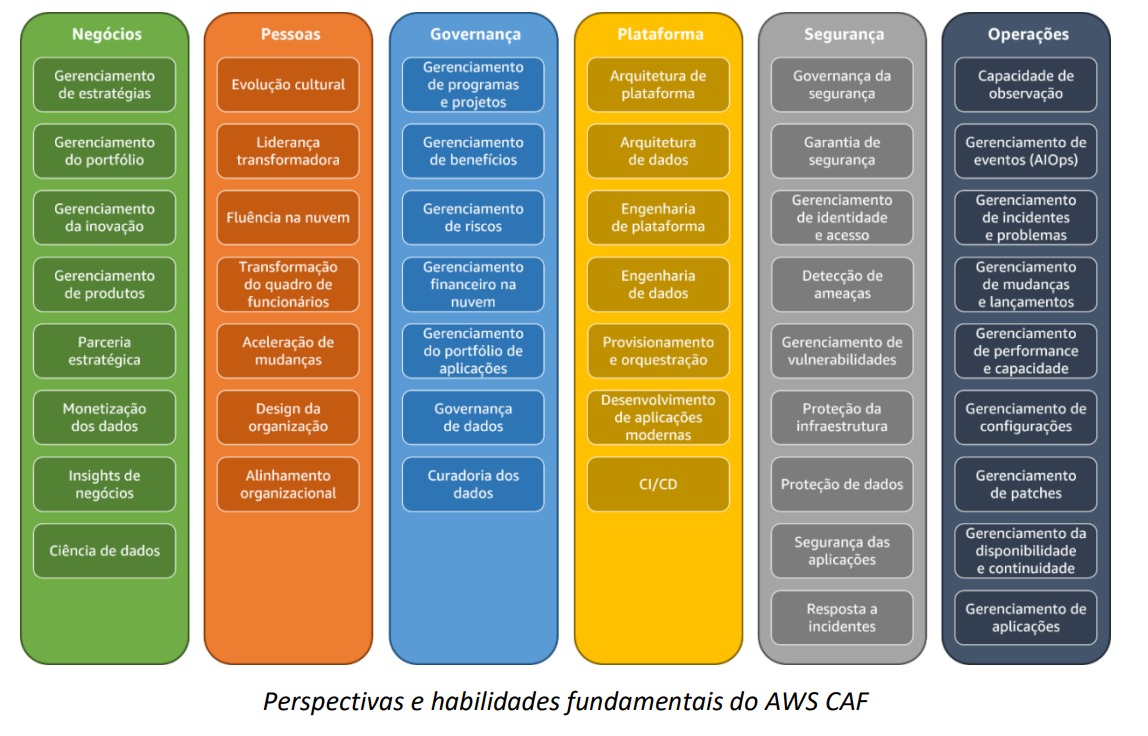 Negócios
Gerenciamento
de estratégias
Gerenciamento
do portfólio
Gerenciamento
da inovação
Gerenciamento
de produtos
Parceria
estratégica
Monetização
dos dados
Insights de
negócios
Ciência de dados
Pessoas
Evolução cultural
Liderança
transformadora
Fluência na nuvem
Transformação
do quadro de
funcionários
Aceleração de
mudanças
Design da
organização
Alinhamento
organizacional
Governança
Gerenciamento
de programas
e projetos
Gerenciamento
de benefícios
Gerenciamento
de riscos
Gerenciamento
financeiro na
nuvem
Gerenciamento
do portfólio de
aplicações
Governança
de dados
Curadoria dos
dados
Plataforma
Arquitetura de
plataforma
Arquitetura
de dados
Engenharia
de plataforma
Engenharia
de dados
Provisionamento
e orquestração
Desenvolvimento
de aplicações
modernas
CI/CD
Segurança
Governança da
segurança
Garantia de
segurança
Gerenciamento
de identidade
e acesso
Detecção de
ameaças
Gerenciamento de
vulnerabilidades
Proteção da
infraestrutura
Proteção de dados
Segurança das
aplicações
Resposta a
incidentes
Operações
Capacidade de
observação
Gerenciamento de
eventos (AIOps)
Gerenciamento
de incidentes
e problemas
Gerenciamento
de mudanças
e lançamentos
Gerenciamento
de performance
e capacidade
Gerenciamento de
configurações
Gerenciamento
de patches
Gerenciamento da
disponibilidade
e continuidade
Gerenciamento de
aplicações
Perspectivas e habilidades fundamentais do AWS CAF